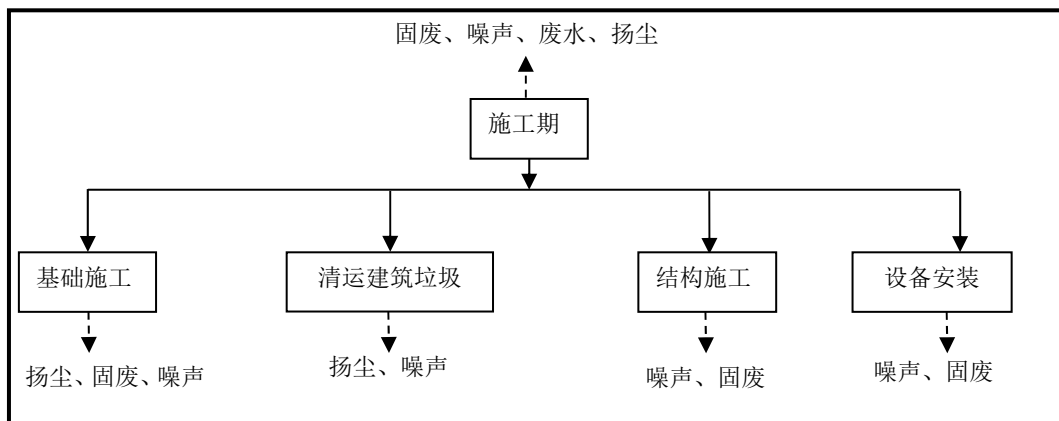 固废、噪声、废水、扬尘
施工期
基础施工
清运建筑垃圾
结构施工
设备安装
扬尘、固废、噪声
扬尘、噪声
噪声、固废
噪声、固废